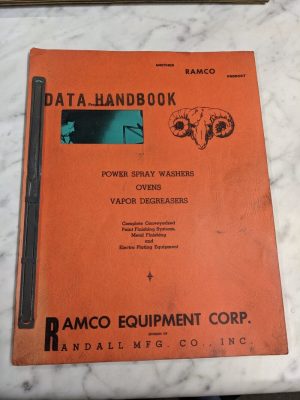 ANOTHER
RAMCO
PRODUCT
DATA HANDBOOK
POWER SPRAY WASHERS
OVENS
VAPOR DEGREASERS
Complete Conveyorized
Paint Finishing Systems,
Metal Finishing
and
Electro Plating Equipment
RAMCO EQUIPMENT CORP.
DIVISION OF
RANDALL MFG. CO., INC.